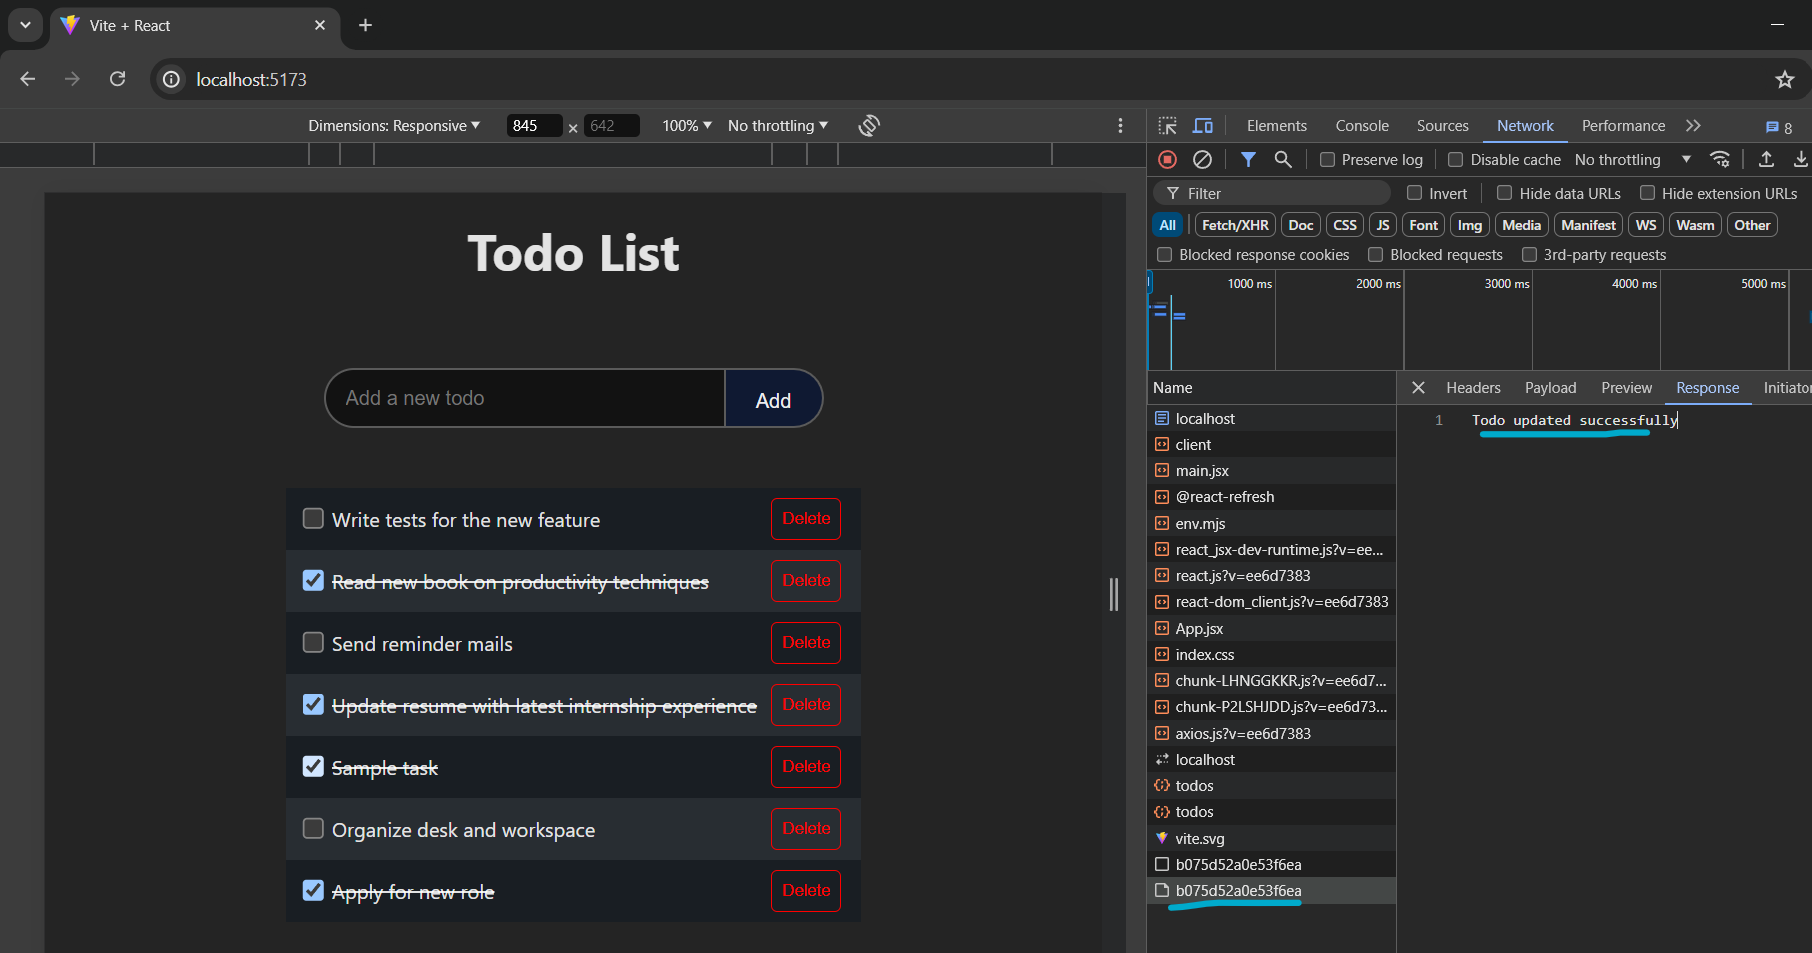 Vite + React
localhost:5173
Dimensions: Responsive 845 × 642 100% No throttling
Elements Console Sources Network Performance 8
Preserve log Disable cache No throttling
Filter Invert Hide data URLs Hide extension URLs
All Fetch/XHR Doc CSS JS Font Img Media Manifest WS Wasm Other
Blocked response cookies Blocked requests 3rd-party requests
1000 ms 2000 ms 3000 ms 4000 ms 5000 ms
Todo List
Add a new todo Add
Write tests for the new feature Delete
Read new book on productivity techniques Delete
Send reminder mails Delete
Update resume with latest internship experience Delete
Sample task Delete
Organize desk and workspace Delete
Apply for new role Delete
Name
localhost
client
main.jsx
@react-refresh
env.mjs
react_jsx-dev-runtime.js?v=ee...
react.js?v=ee6d7383
react-dom_client.js?v=ee6d7383
App.jsx
index.css
chunk-LHNGGKKR.js?v=ee6d7...
chunk-P2LSHJDD.js?v=ee6d73...
axios.js?v=ee6d7383
localhost
todos
todos
vite.svg
b075d52a0e53f6ea
b075d52a0e53f6ea
Headers Payload Preview Response Initiator
1 Todo updated successfully